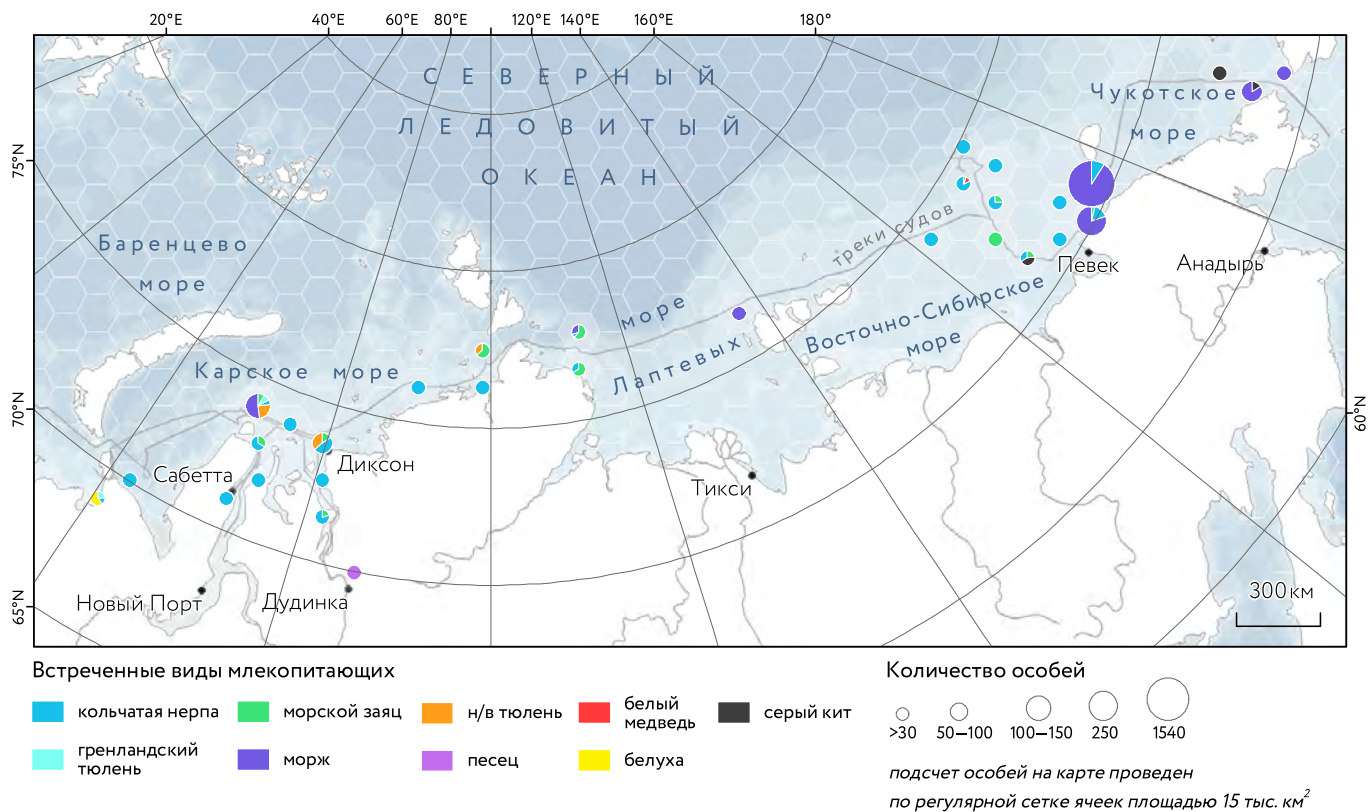 20°E 40°E 60°E 80°E 120°E 140°E 160°E 180°
СЕВЕРНЫЙ
ЛЕДОВИТЫЙ
ОКЕАН
Чукотское
море
75°N
Баренцево
море
треки судов
Певек
Анадырь
море
Лаптевых
Восточно-Сибирское
море
Карское море
70°N
60°N
Диксон
Сабетта
Тикси
Новый Порт
Дудинка
65°N
300 км
Встреченные виды млекопитающих
кольчатая нерпа
морской заяц
н/в тюлень
белый
медведь
серый кит
гренландский
тюлень
морж
песец
белуха
Количество особей
>30 50–100 100–150 250 1540
подсчет особей на карте проведен
по регулярной сетке ячеек площадью 15 тыс. км²